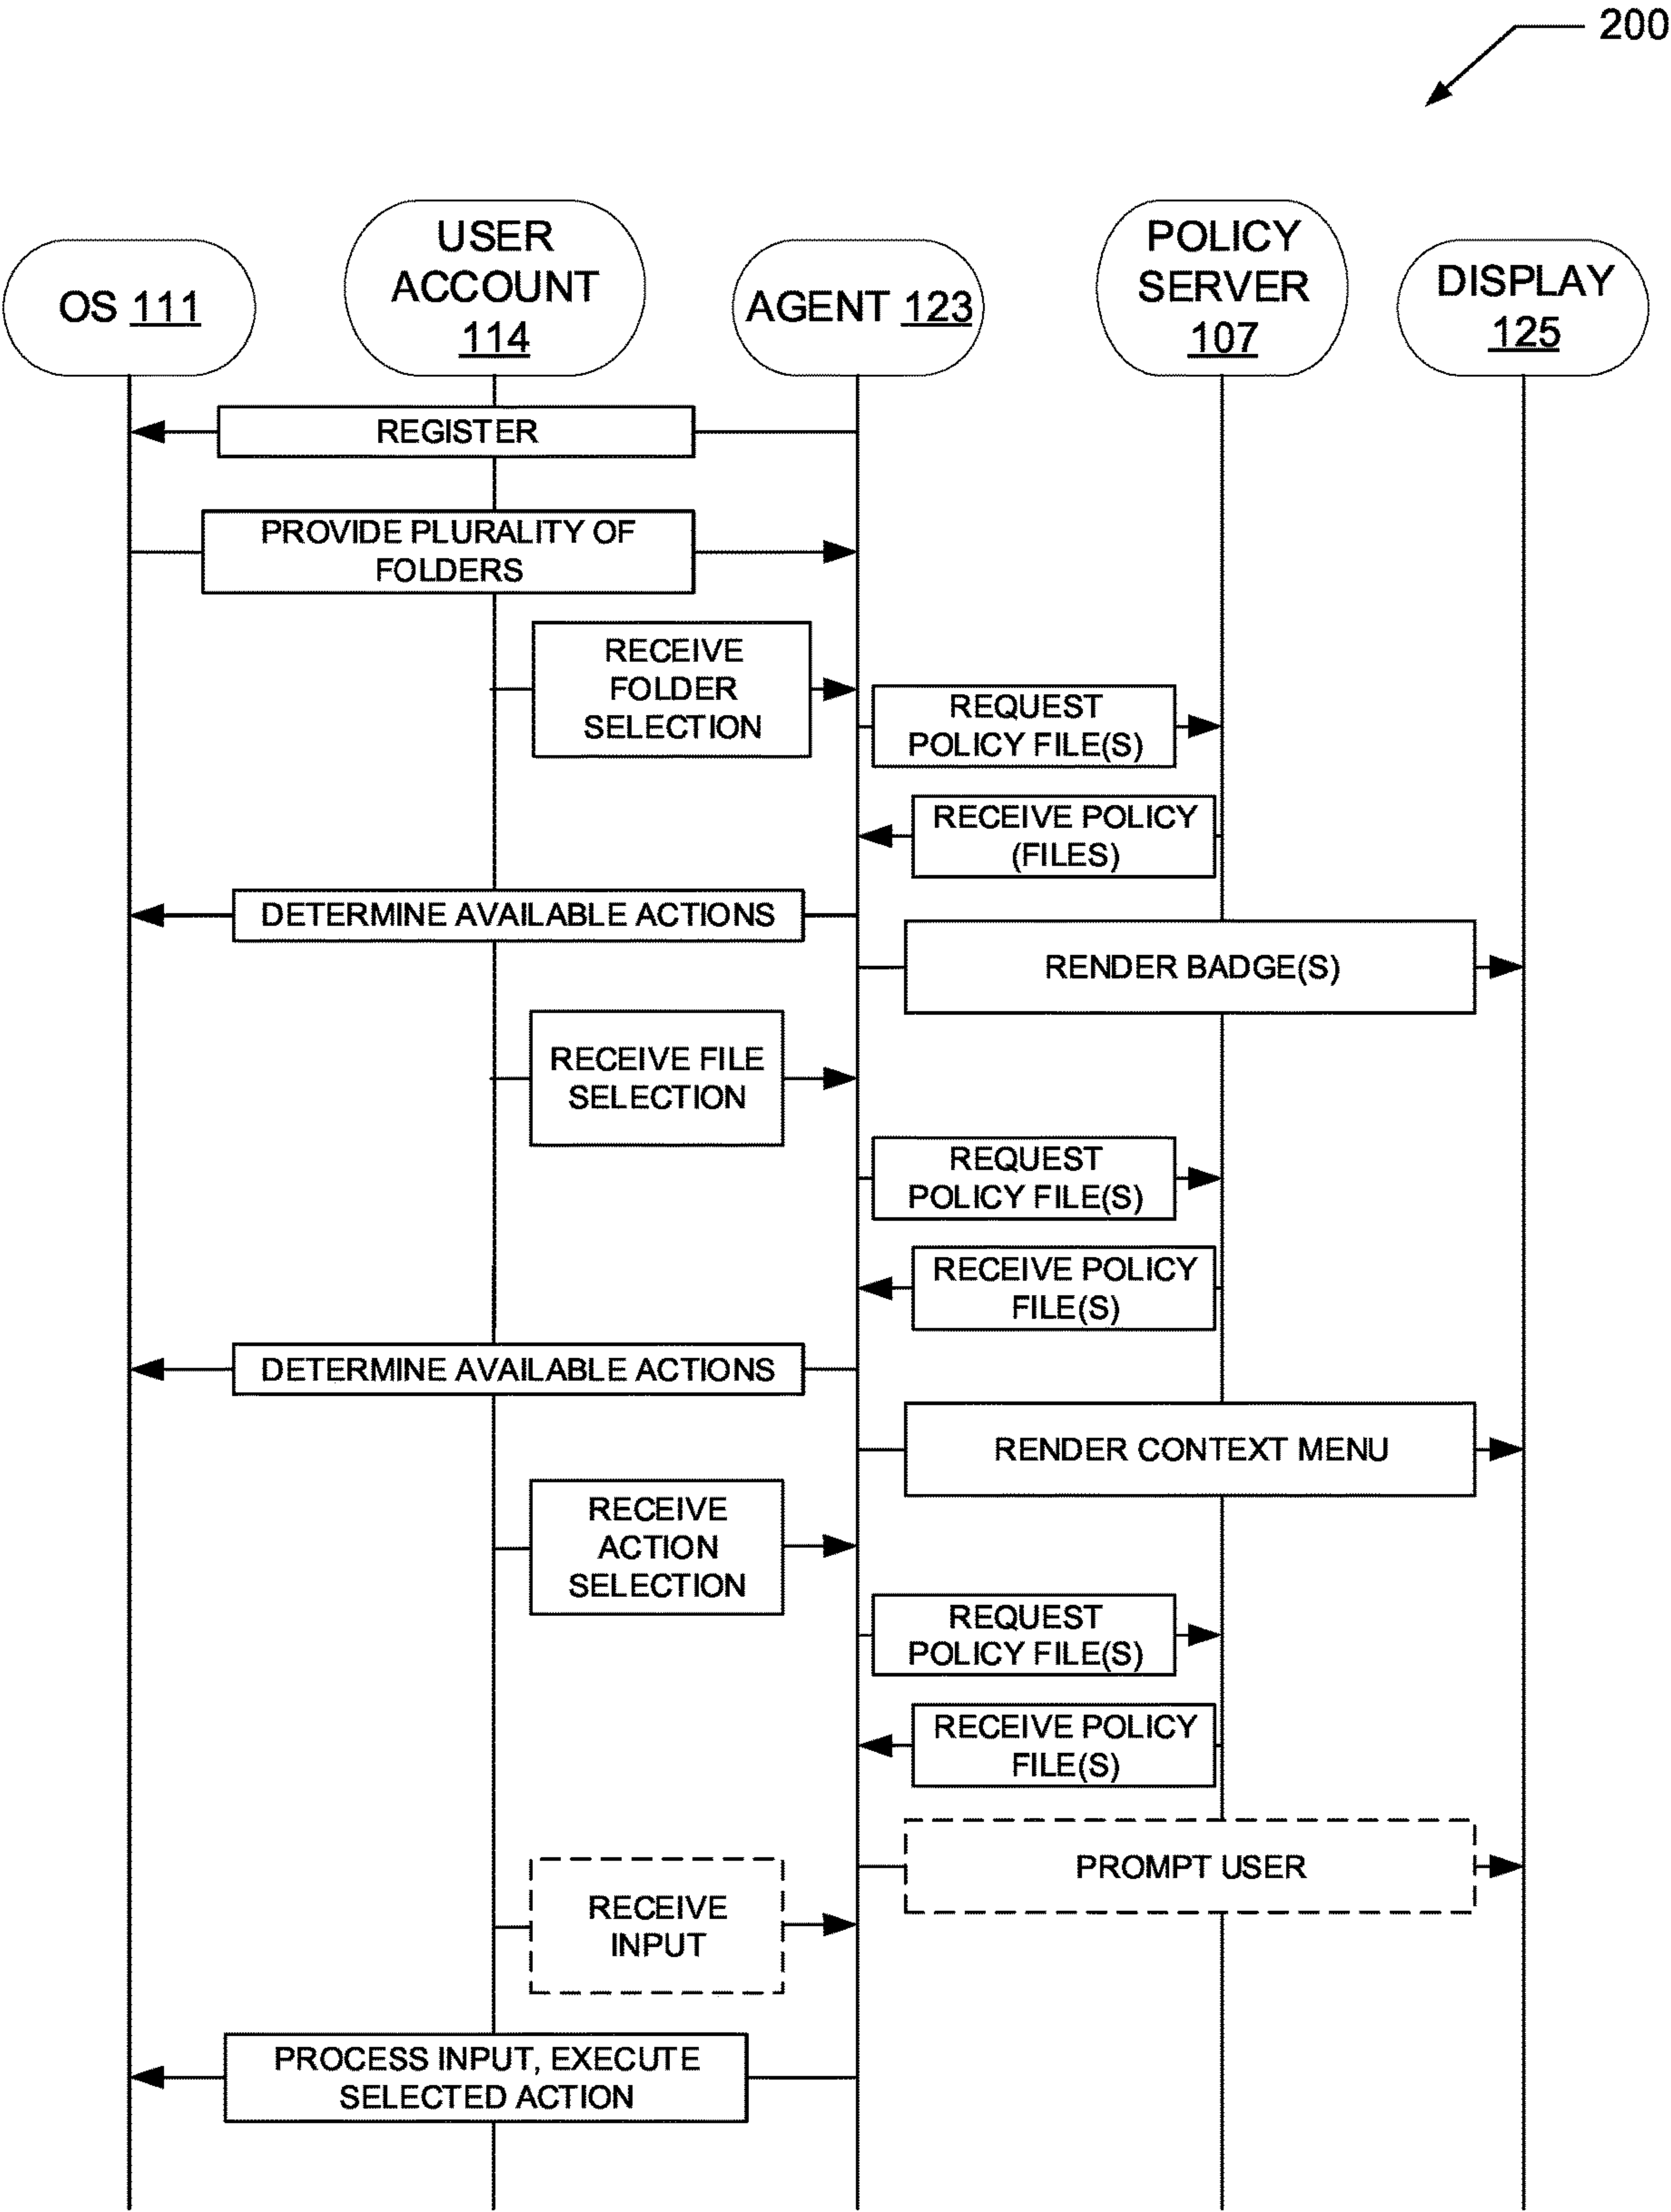 200
OS 111
USER
ACCOUNT
114
AGENT 123
POLICY
SERVER
107
DISPLAY
125
REGISTER
PROVIDE PLURALITY OF
FOLDERS
RECEIVE
FOLDER
SELECTION
REQUEST
POLICY FILE(S)
RECEIVE POLICY
(FILES)
DETERMINE AVAILABLE ACTIONS
RENDER BADGE(S)
RECEIVE FILE
SELECTION
REQUEST
POLICY FILE(S)
RECEIVE POLICY
FILE(S)
DETERMINE AVAILABLE ACTIONS
RENDER CONTEXT MENU
RECEIVE
ACTION
SELECTION
REQUEST
POLICY FILE(S)
RECEIVE POLICY
FILE(S)
PROMPT USER
RECEIVE
INPUT
PROCESS INPUT, EXECUTE
SELECTED ACTION